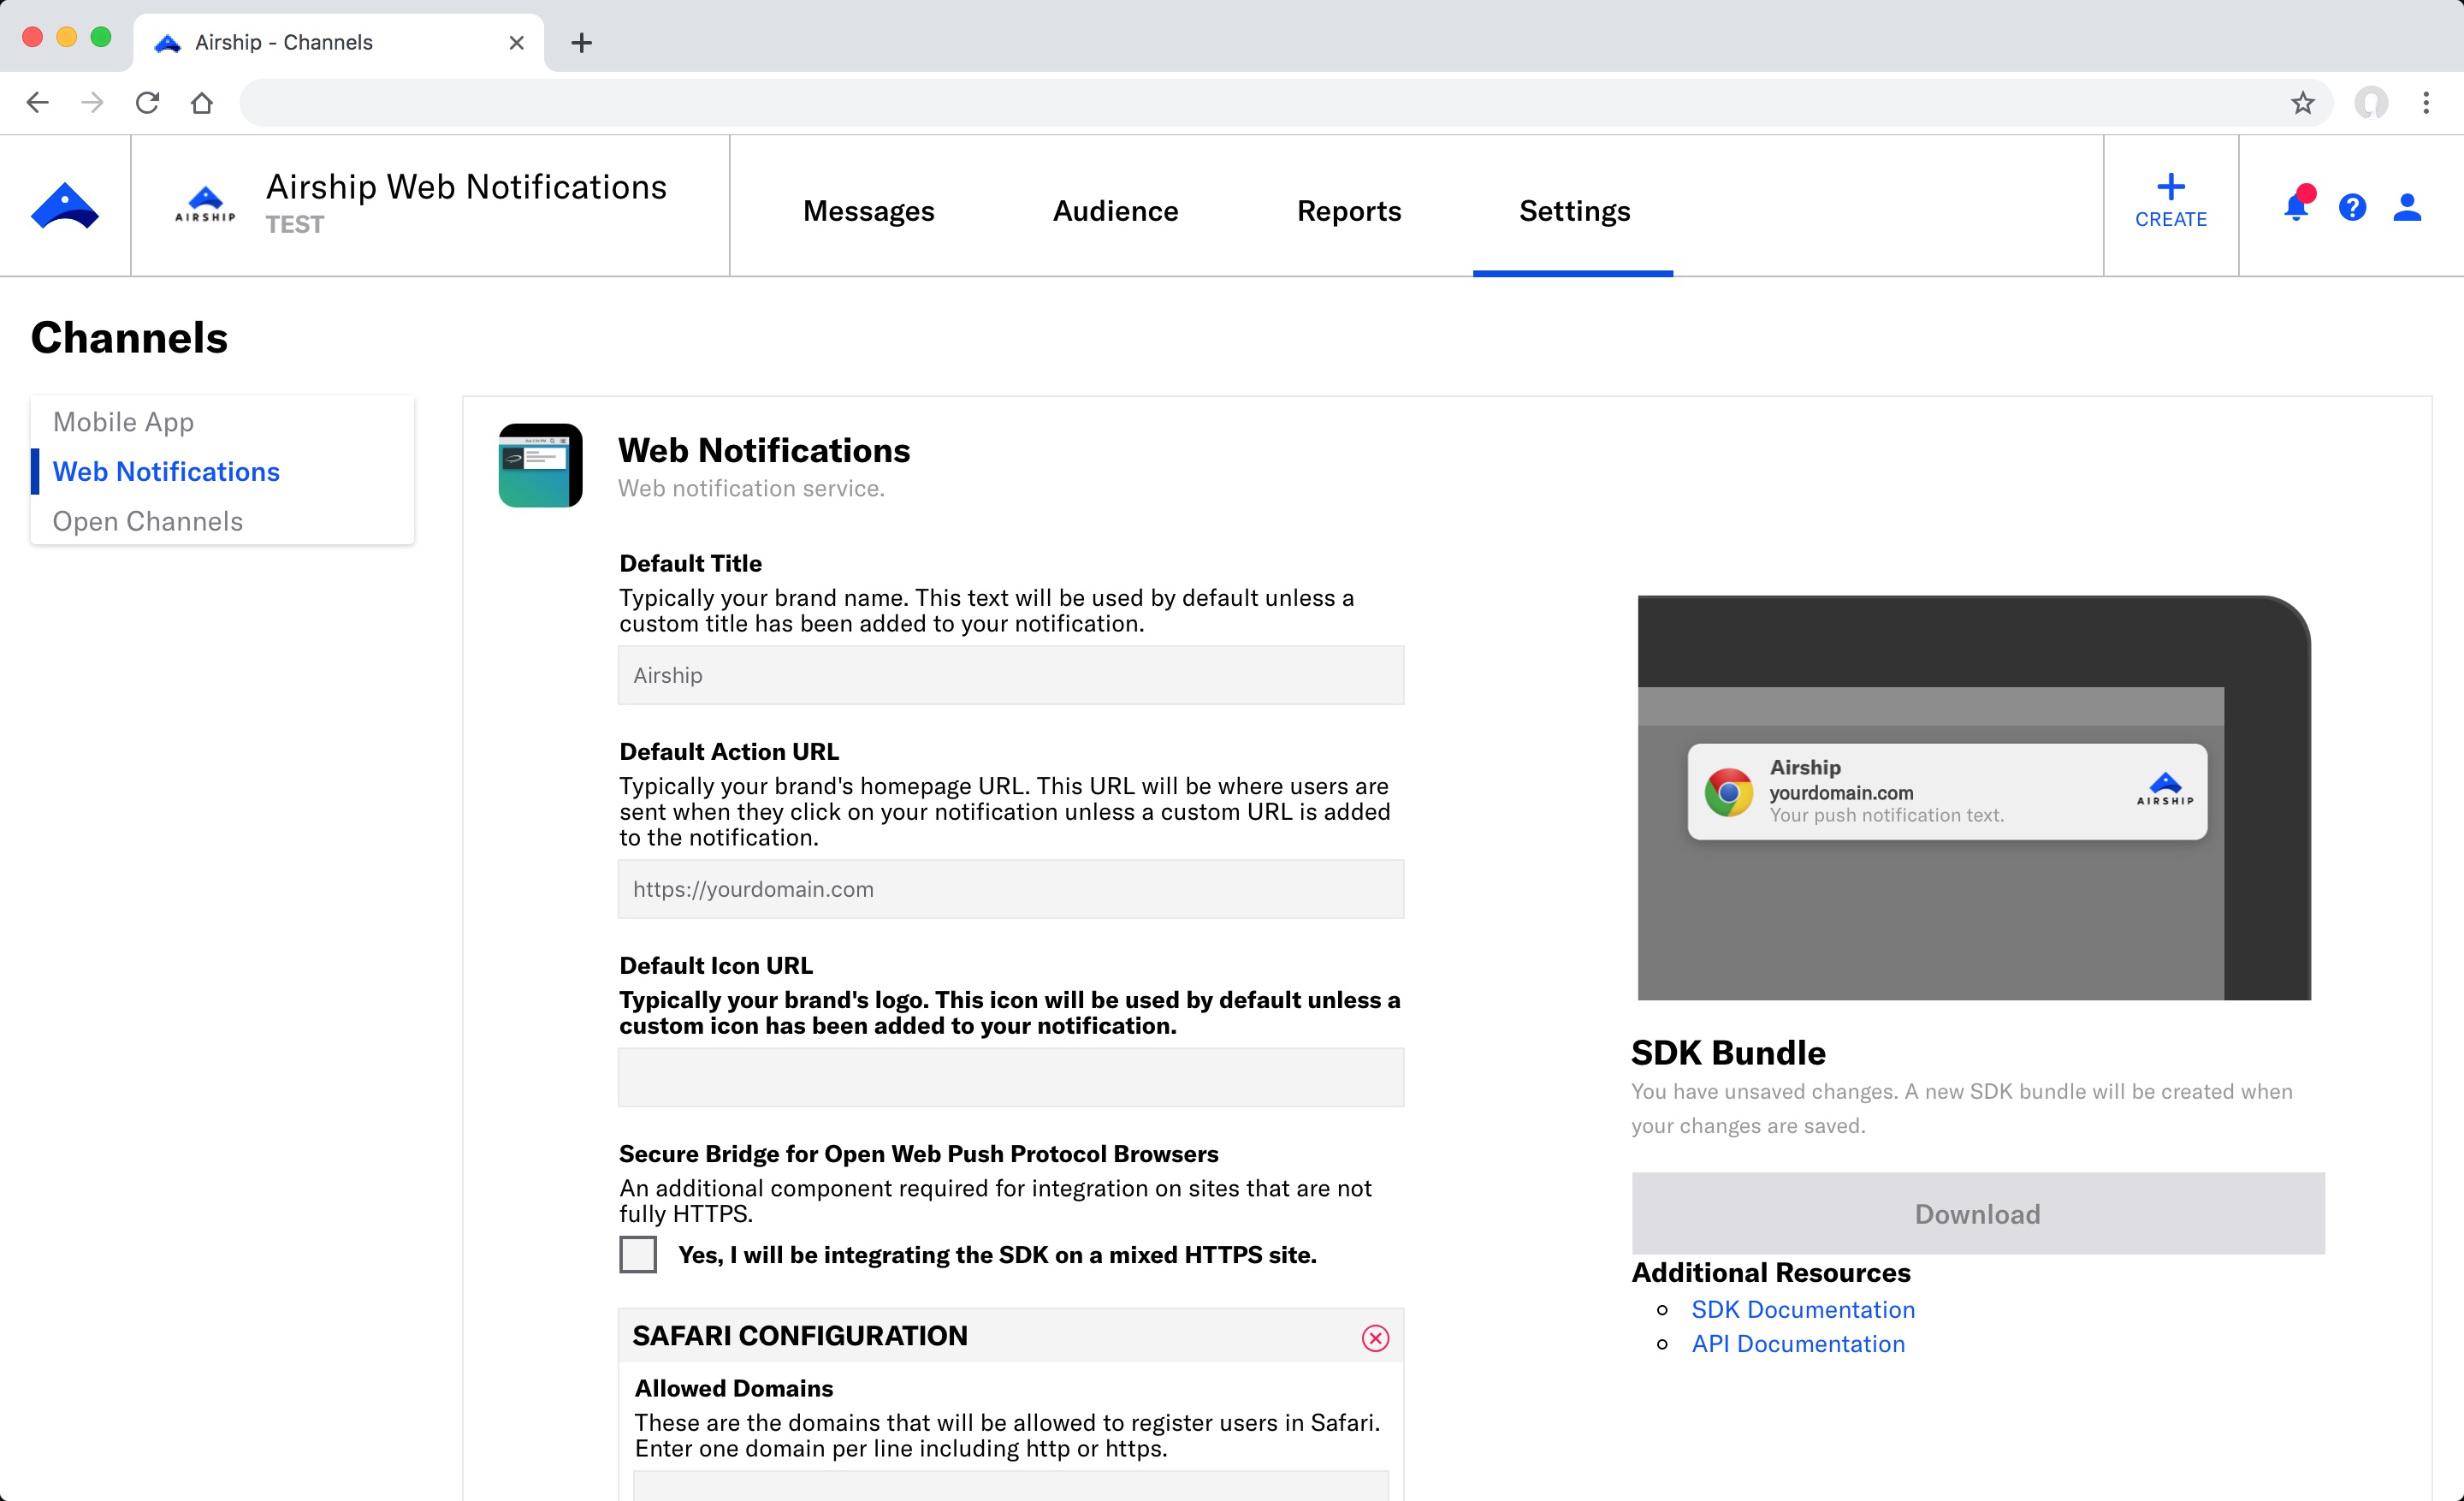 Airship - Channels
AIRSHIP
Airship Web Notifications
TEST
Messages
Audience
Reports
Settings
CREATE
Channels
Mobile App
Web Notifications
Open Channels
Web Notifications
Web notification service.
Default Title
Typically your brand name. This text will be used by default unless a
custom title has been added to your notification.
Airship
Default Action URL
Typically your brand's homepage URL. This URL will be where users are
sent when they click on your notification unless a custom URL is added
to the notification.
https://yourdomain.com
Default Icon URL
Typically your brand's logo. This icon will be used by default unless a
custom icon has been added to your notification.
Secure Bridge for Open Web Push Protocol Browsers
An additional component required for integration on sites that are not
fully HTTPS.
Yes, I will be integrating the SDK on a mixed HTTPS site.
SAFARI CONFIGURATION
Allowed Domains
These are the domains that will be allowed to register users in Safari.
Enter one domain per line including http or https.
Airship
yourdomain.com
Your push notification text.
AIRSHIP
SDK Bundle
You have unsaved changes. A new SDK bundle will be created when
your changes are saved.
Download
Additional Resources
SDK Documentation
API Documentation